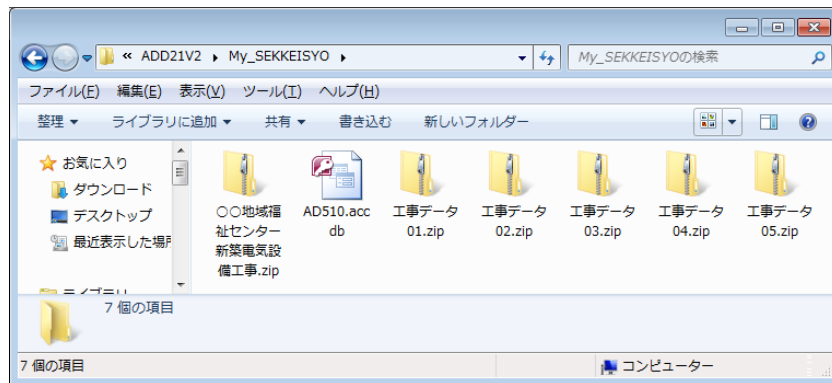 « ADD21V2 ▸ My_SEKKEISYO ▸
My_SEKKEISYOの検索
ファイル(F) 編集(E) 表示(V) ツール(T) ヘルプ(H)
整理 ▼ ライブラリに追加 ▼ 共有 ▼ 書き込む 新しいフォルダー
お気に入り
ダウンロード
デスクトップ
最近表示した場所
ライブラリ
○○地域福
祉センター
新築電気設
備工事.zip
AD510.acc
db
工事データ
01.zip
工事データ
02.zip
工事データ
03.zip
工事データ
04.zip
工事データ
05.zip
7 個の項目
7 個の項目
コンピューター